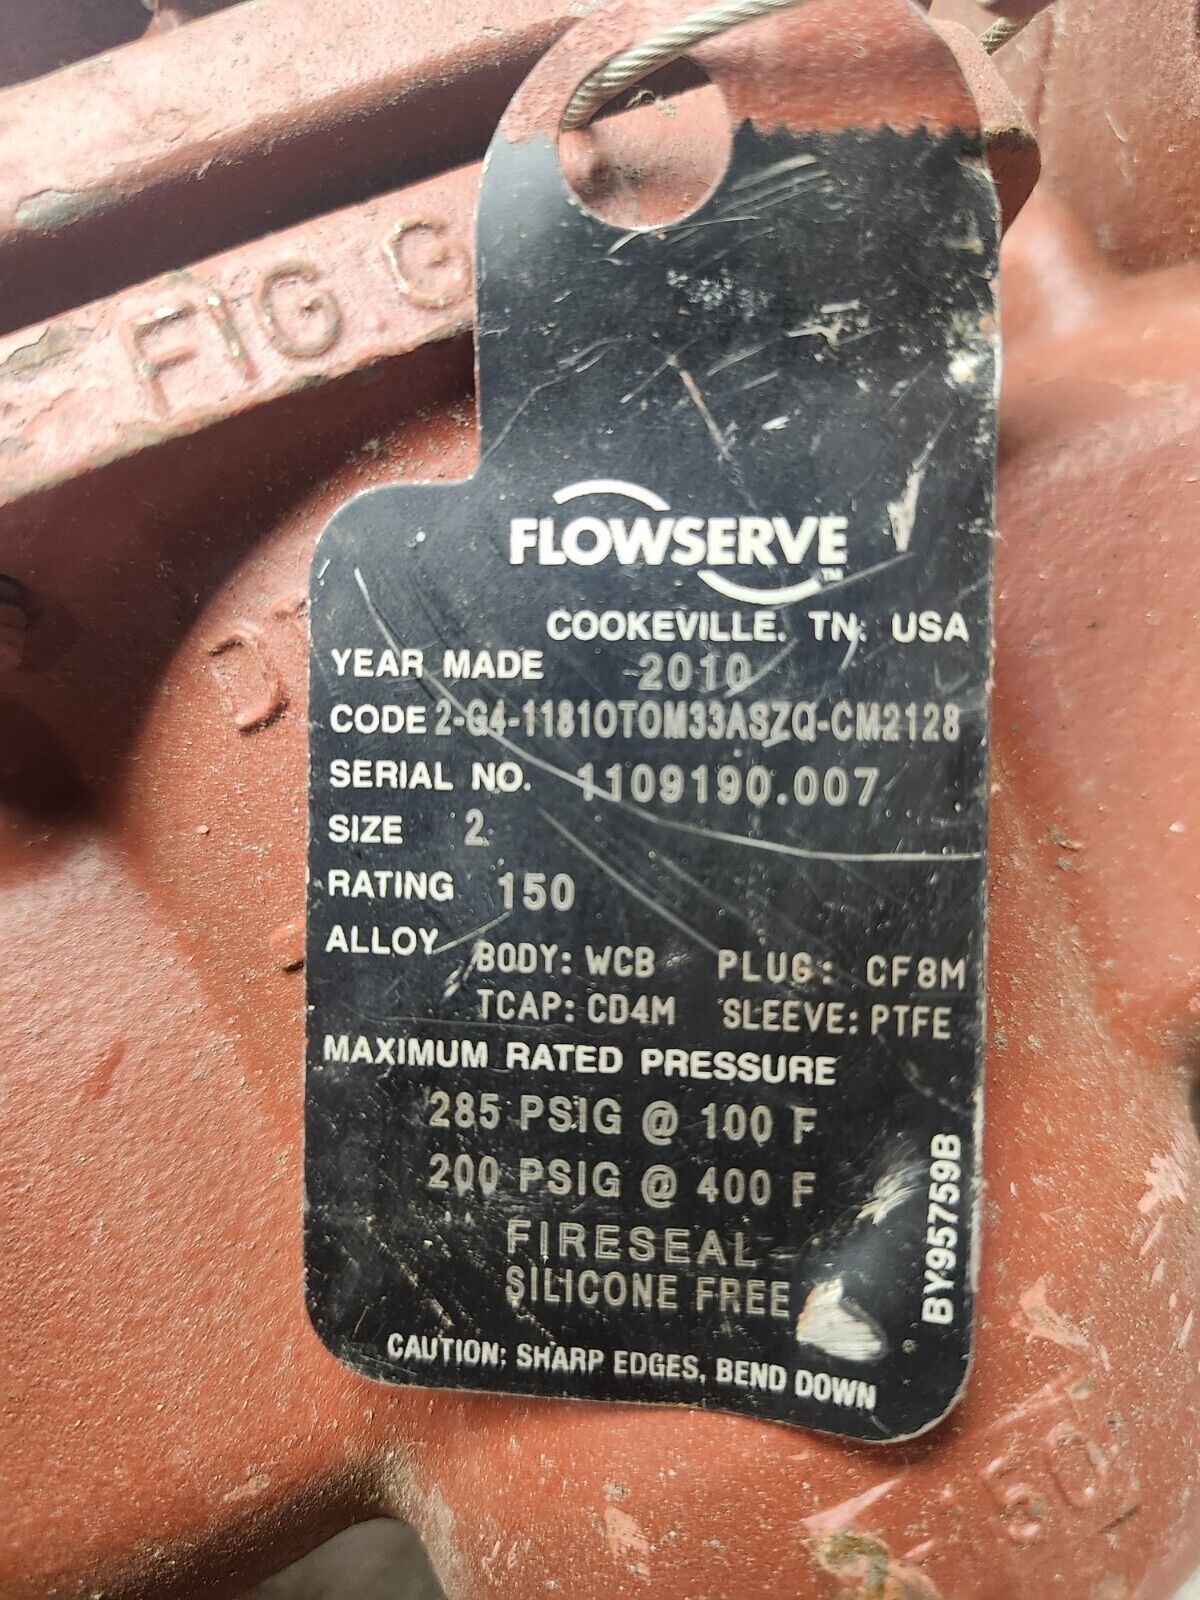 FIG G
FLOWSERVE™
COOKEVILLE, TN, USA
YEAR MADE 2010
CODE 2-G4-11810TOM33ASZQ-CM2128
SERIAL NO. 1109190.007
SIZE 2
RATING 150
ALLOY BODY: WCB PLUG: CF8M
TCAP: CD4M SLEEVE: PTFE
MAXIMUM RATED PRESSURE
285 PSIG @ 100 F
200 PSIG @ 400 F
FIRESEAL
SILICONE FREE
CAUTION: SHARP EDGES, BEND DOWN
BY95759B